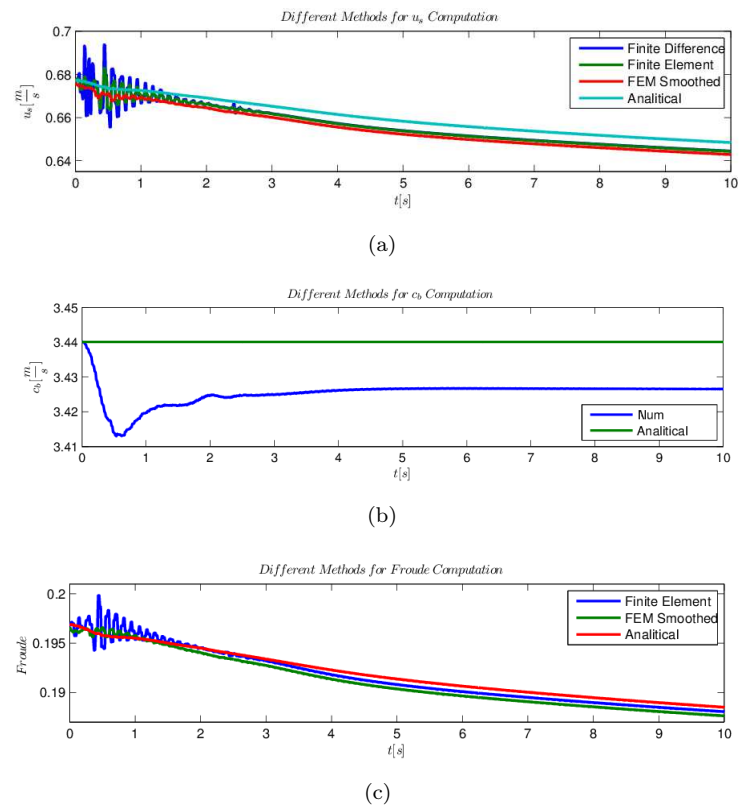 Different Methods for u_s Computation
0.7
0.68
0.66
0.64
u_s[m/s]
Finite Difference
Finite Element
FEM Smoothed
Analitical
0 1 2 3 4 5 6 7 8 9 10
t[s]
(a)
Different Methods for c_b Computation
3.45
3.44
3.43
3.42
3.41
c_b[m/s]
Num
Analitical
0 1 2 3 4 5 6 7 8 9 10
t[s]
(b)
Different Methods for Froude Computation
0.2
0.195
0.19
Froude
Finite Element
FEM Smoothed
Analitical
0 1 2 3 4 5 6 7 8 9 10
t[s]
(c)